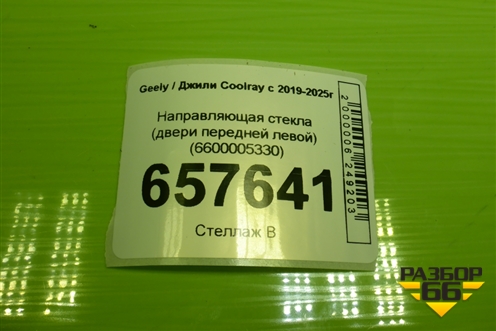 Geely / Джили Coolray с 2019-2025г
Направляющая стекла
(двери передней левой)
(6600005330)
657641
Стеллаж В
2000006249203
РАЗБОР
66